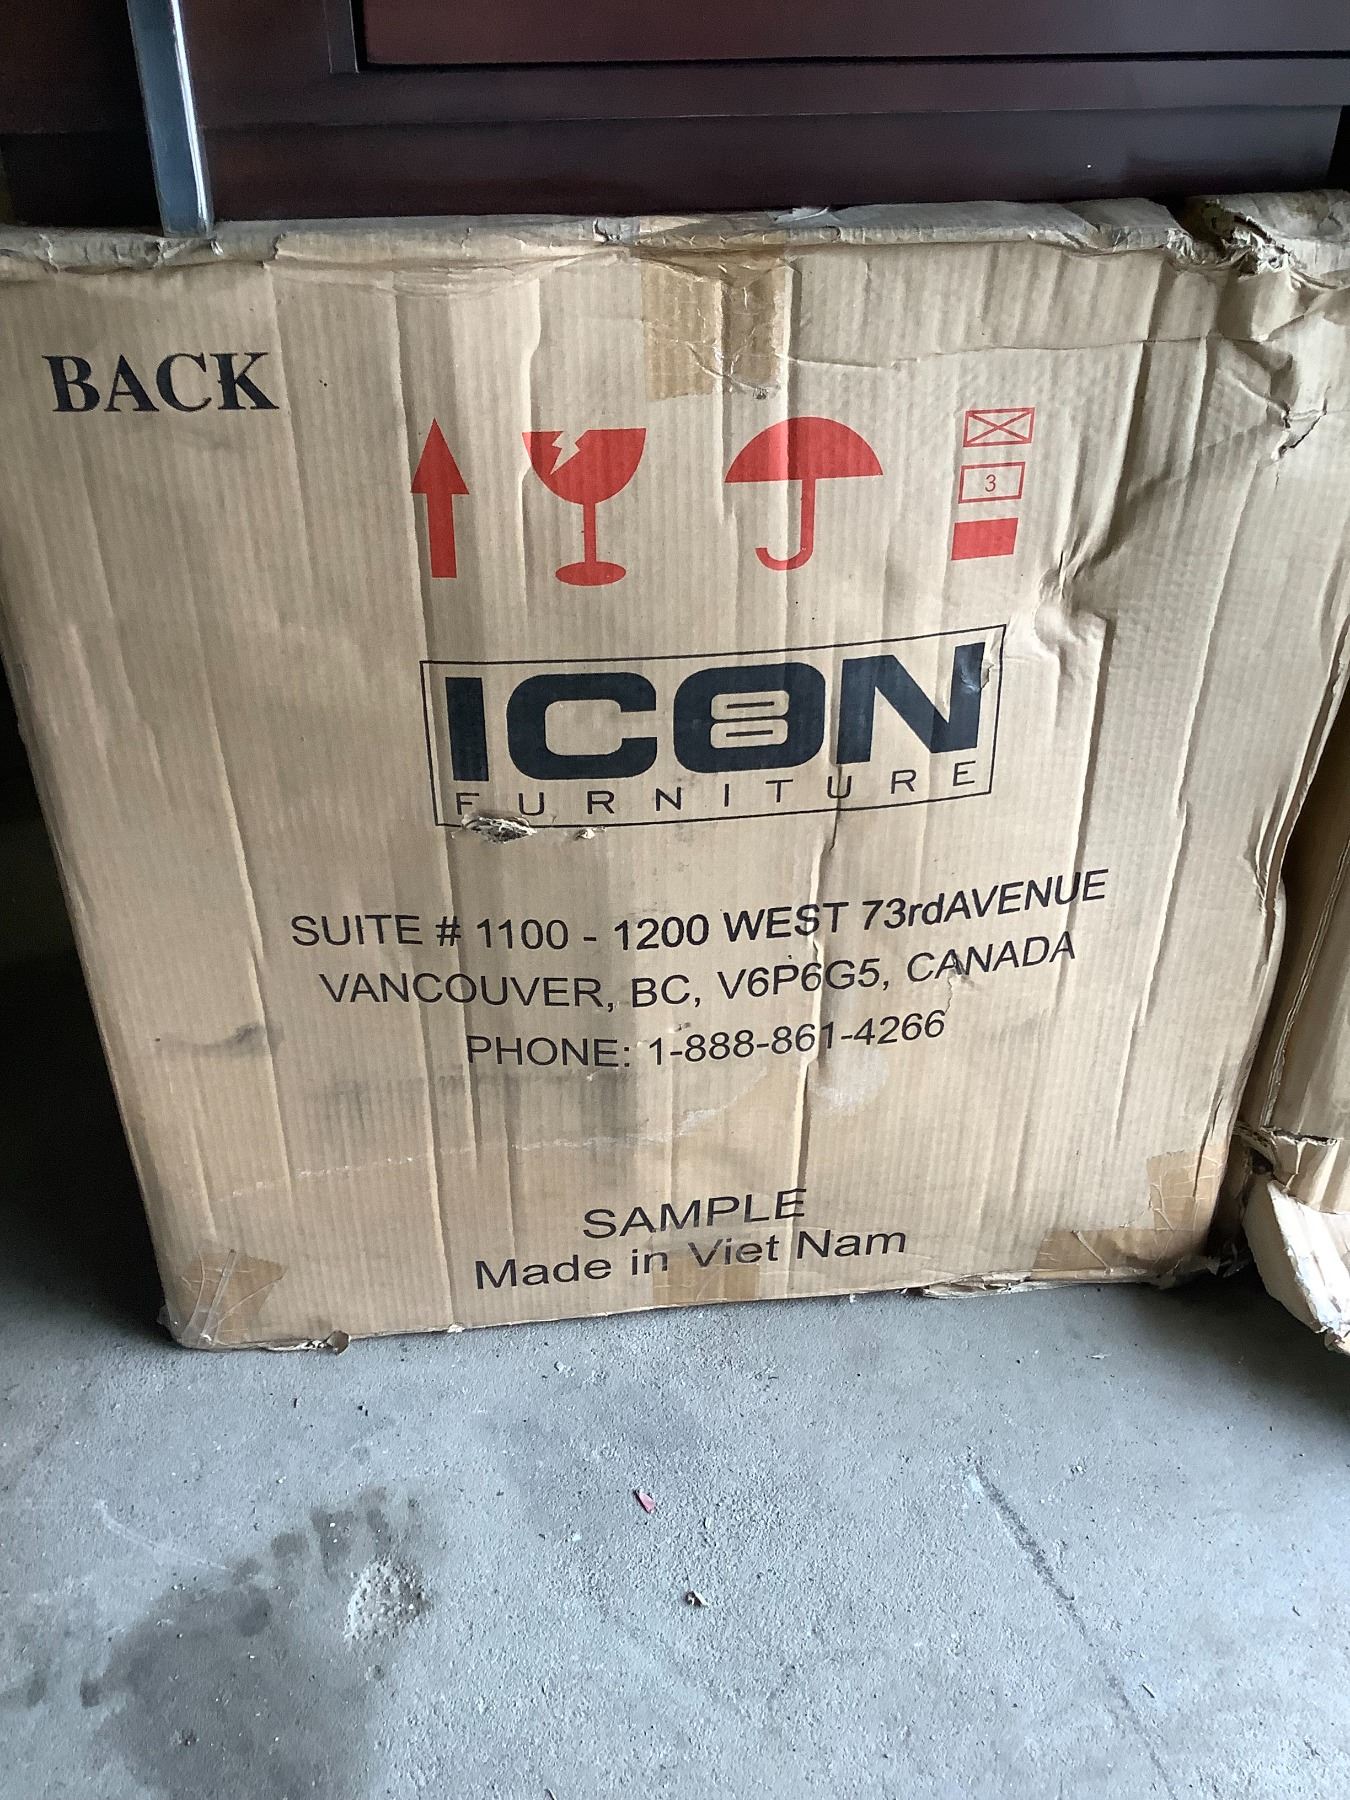 BACK
3
ICON
FURNITURE
SUITE # 1100 - 1200 WEST 73rdAVENUE
VANCOUVER, BC, V6P6G5, CANADA
PHONE: 1-888-861-4266
SAMPLE
Made in Viet Nam